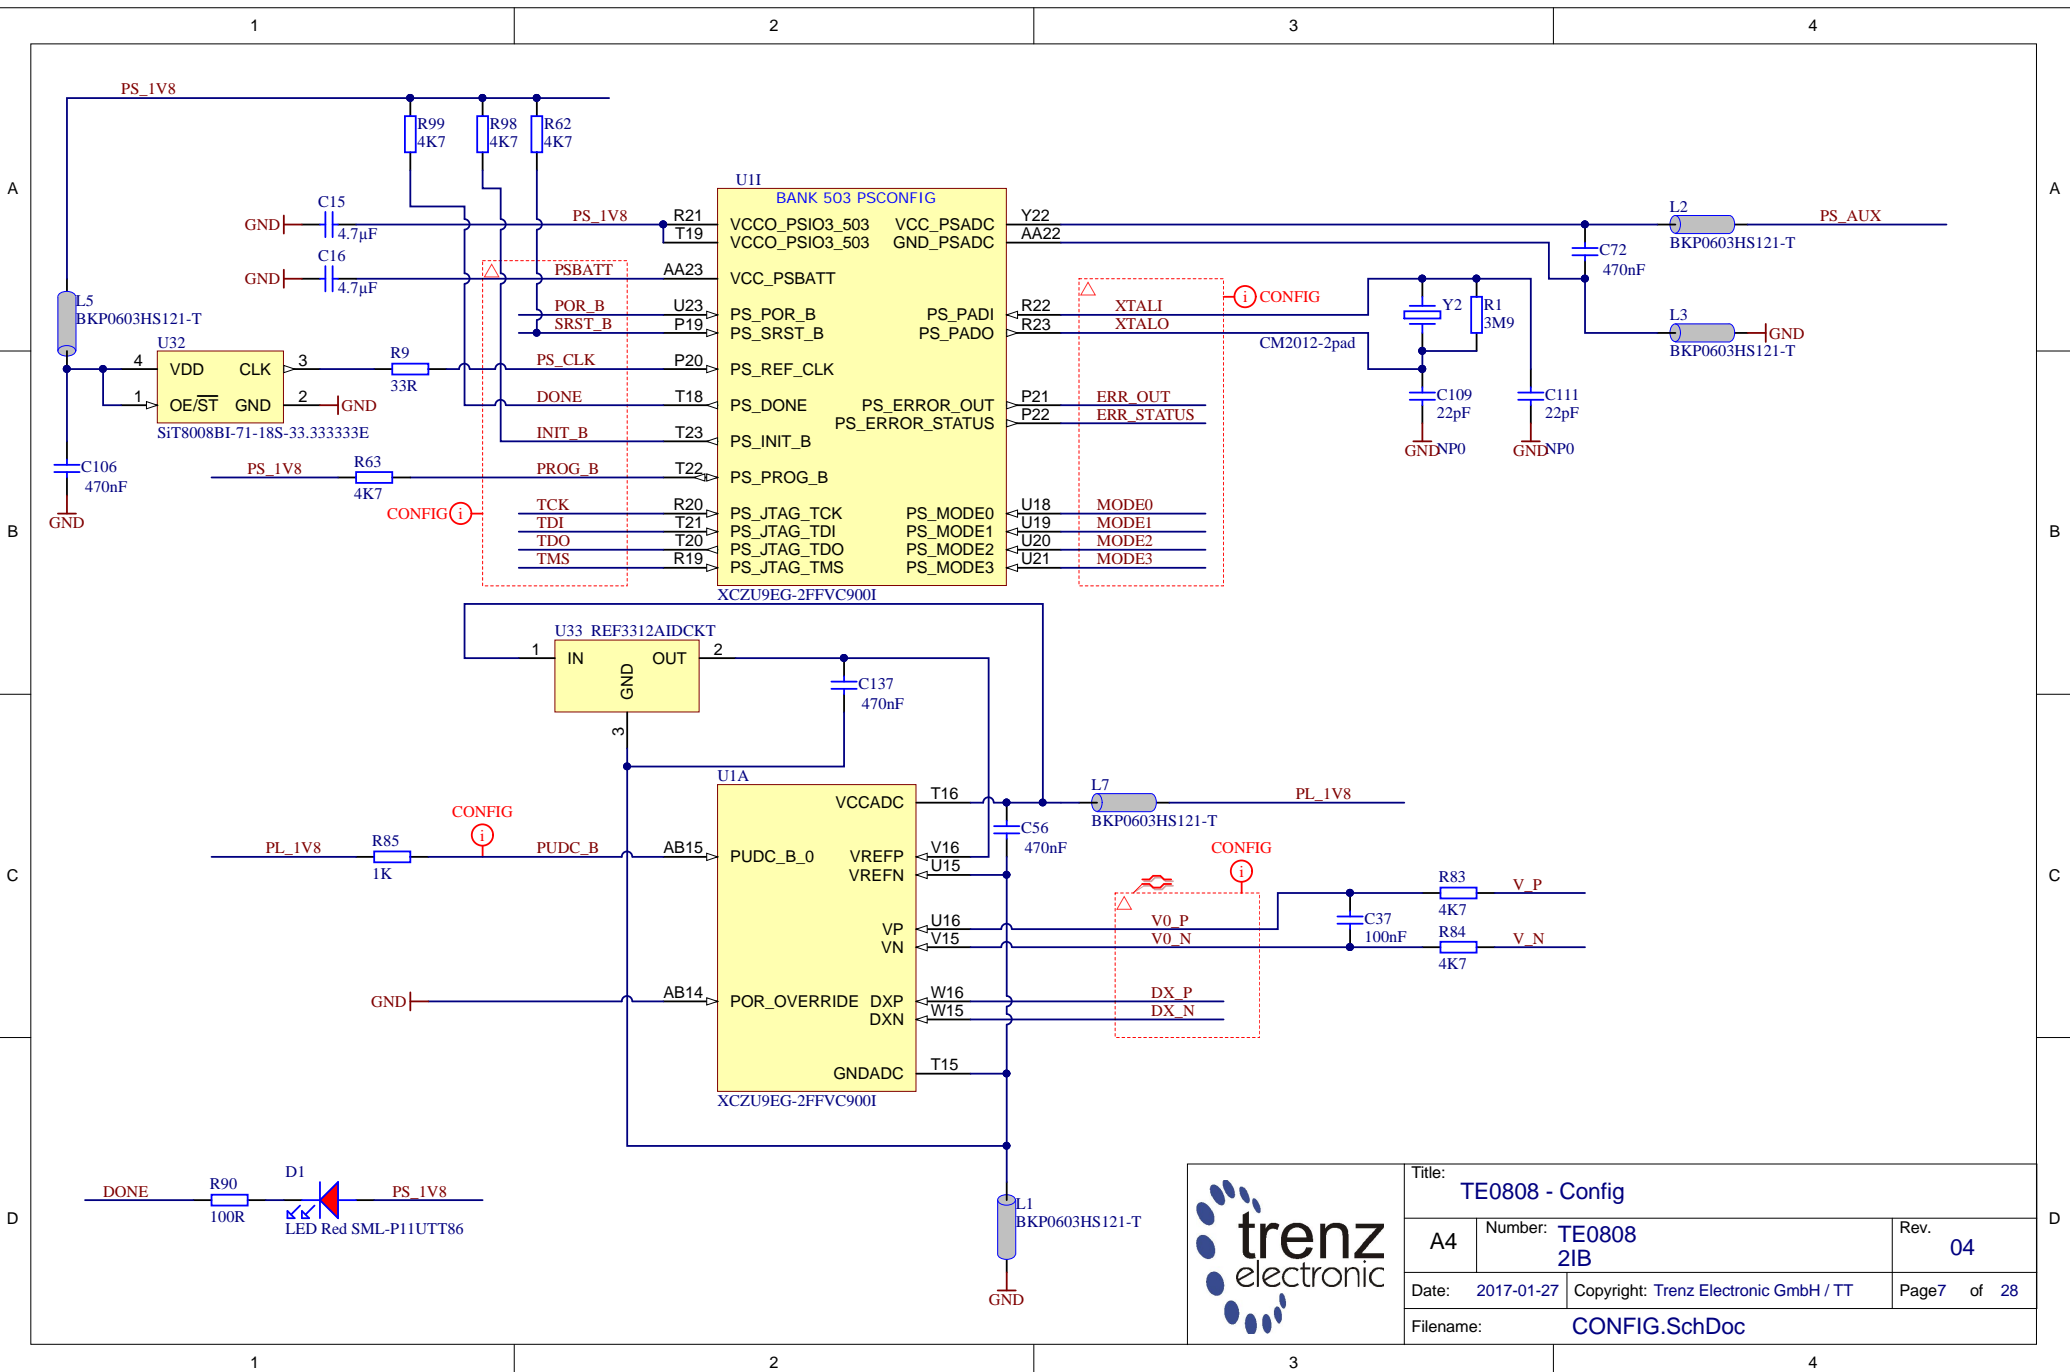 1 2 3 4
A
A
B
B
C
C
D
D
PS_1V8
R99
4K7
R98
4K7
R62
4K7
C15
GND
4.7µF
PS_1V8
C16
GND
4.7µF
PSBATT
POR_B
SRST_B
L5
BKP0603HS121-T
U32
4 VDD CLK 3
1 OE/ST GND 2
GND
SiT8008BI-71-18S-33.333333E
R9
33R
PS_CLK
DONE
INIT_B
C106
470nF
GND
PS_1V8
R63
4K7
PROG_B
CONFIG i
TCK
TDI
TDO
TMS
U1I
BANK 503 PSCONFIG
R21 VCCO_PSIO3_503 VCC_PSADC Y22
T19 VCCO_PSIO3_503 GND_PSADC AA22
AA23 VCC_PSBATT
U23 PS_POR_B PS_PADI R22
P19 PS_SRST_B PS_PADO R23
P20 PS_REF_CLK
T18 PS_DONE PS_ERROR_OUT P21
PS_ERROR_STATUS P22
T23 PS_INIT_B
T22 PS_PROG_B
R20 PS_JTAG_TCK PS_MODE0 U18
T21 PS_JTAG_TDI PS_MODE1 U19
T20 PS_JTAG_TDO PS_MODE2 U20
R19 PS_JTAG_TMS PS_MODE3 U21
XCZU9EG-2FFVC900I
i CONFIG
XTALI
XTALO
ERR_OUT
ERR_STATUS
MODE0
MODE1
MODE2
MODE3
L2
PS_AUX
BKP0603HS121-T
C72
470nF
L3
GND
BKP0603HS121-T
Y2
CM2012-2pad
R1
3M9
C109
22pF
GND NP0
C111
22pF
GND NP0
U33 REF3312AIDCKT
1 IN OUT 2
GND
3
C137
470nF
U1A
VCCADC T16
AB15 PUDC_B_0 VREFP V16
VREFN U15
VP U16
VN V15
AB14 POR_OVERRIDE DXP W16
DXN W15
GNDADC T15
XCZU9EG-2FFVC900I
CONFIG
i
PL_1V8
R85
1K
PUDC_B
GND
L7
PL_1V8
BKP0603HS121-T
C56
470nF
CONFIG
i
V0_P
V0_N
DX_P
DX_N
C37
100nF
R83
4K7
V_P
R84
4K7
V_N
L1
BKP0603HS121-T
GND
DONE
R90
100R
D1
PS_1V8
LED Red SML-P11UTT86
trenz
electronic
Title:
TE0808 - Config
A4
Number: TE0808
2IB
Rev.
04
Date: 2017-01-27
Copyright: Trenz Electronic GmbH / TT
Page7 of 28
Filename: CONFIG.SchDoc
1 2 3 4